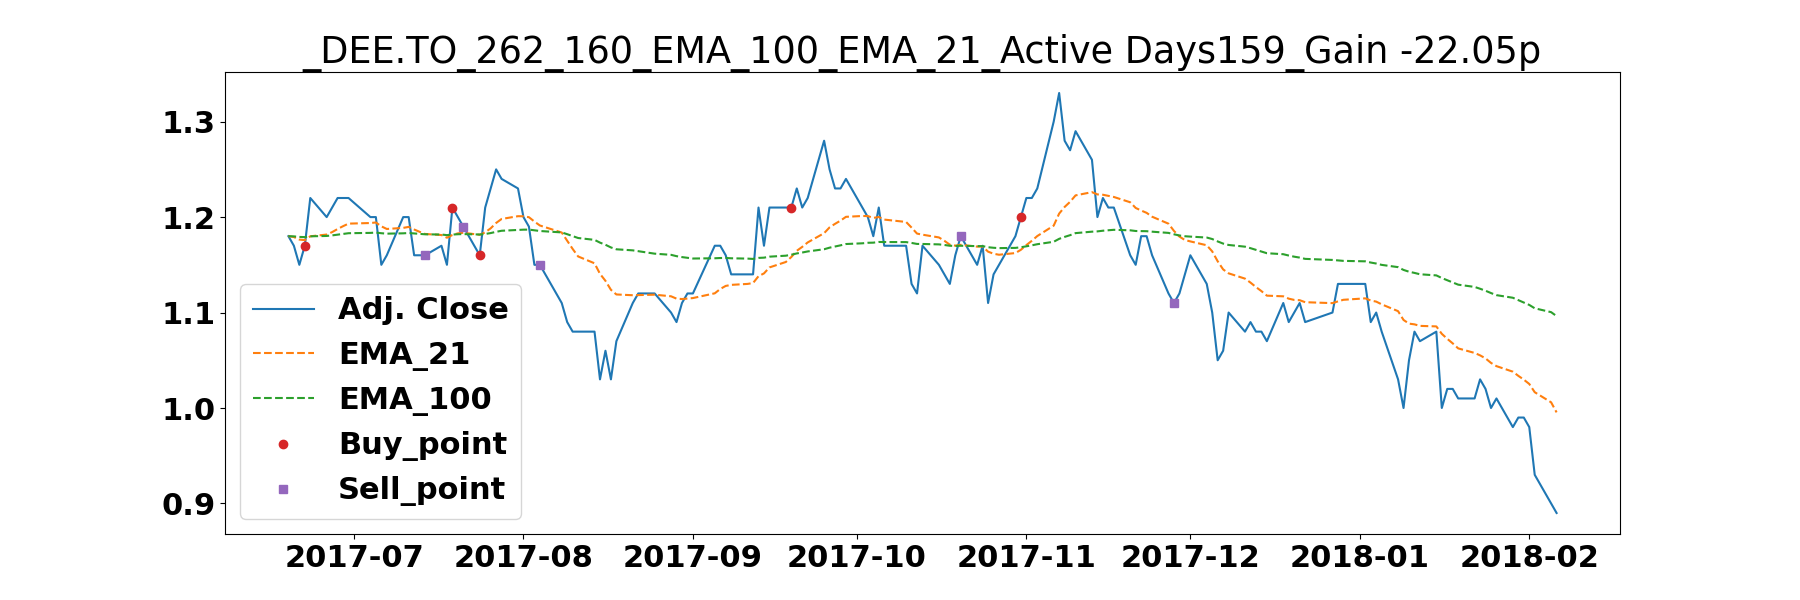 _DEE.TO_262_160_EMA_100_EMA_21_Active Days159_Gain -22.05p
1.3
1.2
1.1
1.0
0.9
Adj. Close
EMA_21
EMA_100
Buy_point
Sell_point
2017-07 2017-08 2017-09 2017-10 2017-11 2017-12 2018-01 2018-02